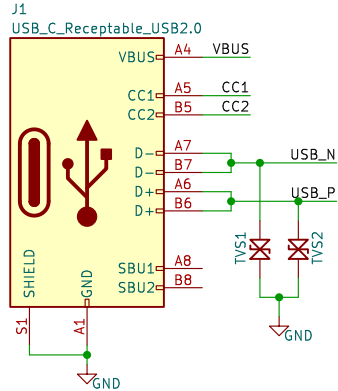 J1
USB_C_Receptable_USB2.0
VBUS A4 VBUS
CC1 A5 CC1
CC2 B5 CC2
D- A7
D- B7 USB_N
D+ A6
D+ B6 USB_P
TVS1 TVS2
SBU1 A8
SBU2 B8
SHIELD GND
S1 A1
GND
GND